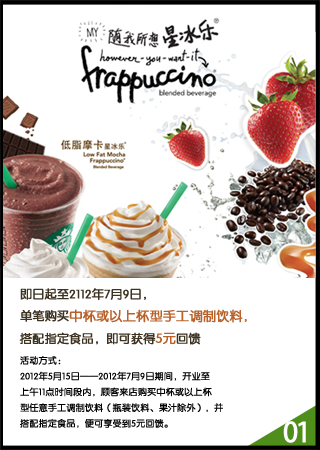 MY 随我所想 星冰乐®
however-you-want-it
frappuccino®
blended beverage
低脂摩卡星冰乐®
Low Fat Mocha
Frappuccino®
Blended Beverage
即日起至2112年7月9日，
单笔购买中杯或以上杯型手工调制饮料，
搭配指定食品，即可获得5元回馈
活动方式：
2012年5月15日——2012年7月9日期间，开业至
上午11点时间段内，顾客来店购买中杯或以上杯
型任意手工调制饮料（瓶装饮料、果汁除外），并
搭配指定食品，便可享受到5元回馈。
01